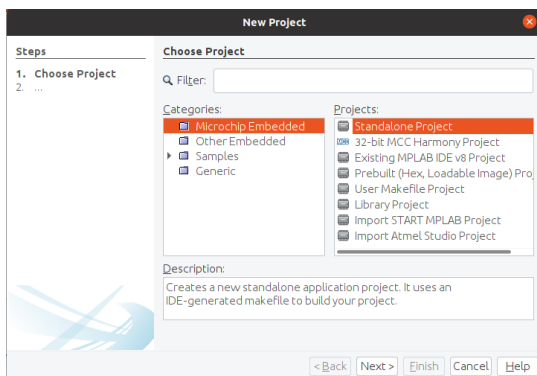 New Project
Steps
1. Choose Project
2. ...
Choose Project
Filter:
Categories:
Microchip Embedded
Other Embedded
Samples
Generic
Projects:
Standalone Project
32-bit MCC Harmony Project
Existing MPLAB IDE v8 Project
Prebuilt (Hex, Loadable Image) Proj
User Makefile Project
Library Project
Import START MPLAB Project
Import Atmel Studio Project
Description:
Creates a new standalone application project. It uses an
IDE-generated makefile to build your project.
< Back Next > Finish Cancel Help